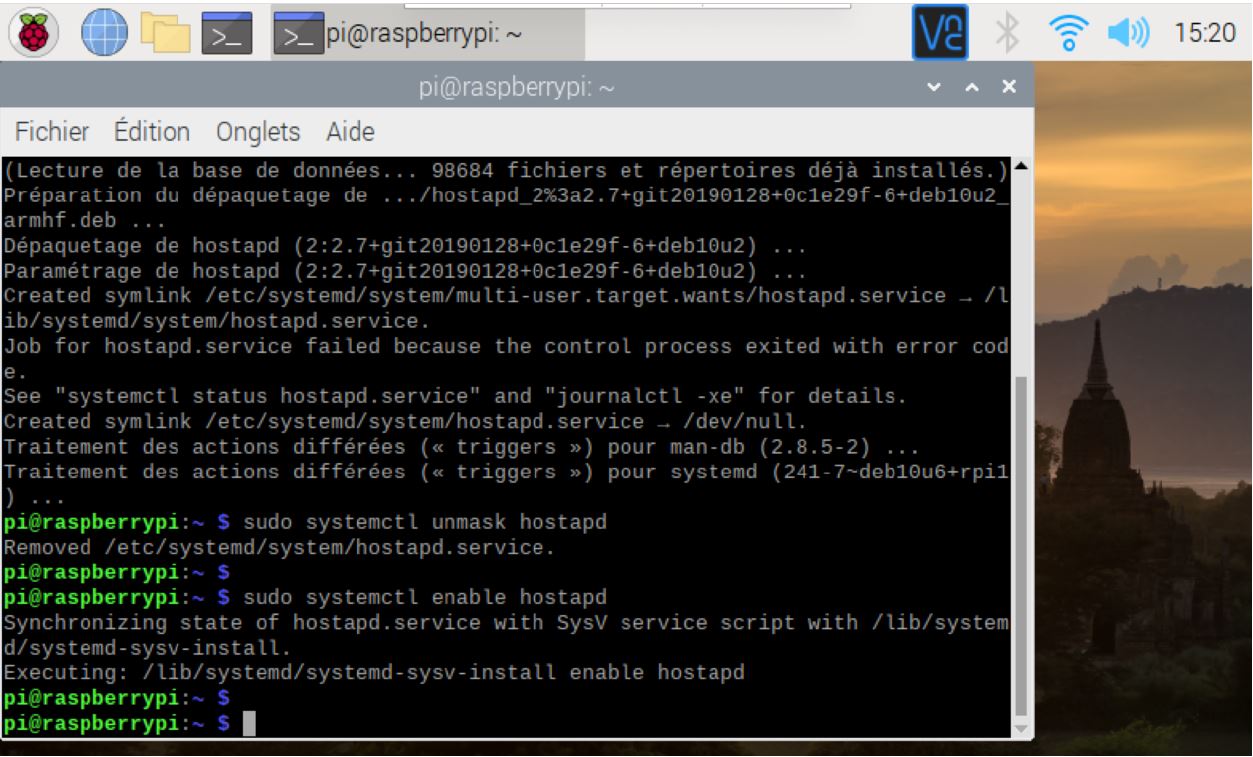 pi@raspberrypi: ~
15:20
pi@raspberrypi: ~
Fichier Édition Onglets Aide
(Lecture de la base de données... 98684 fichiers et répertoires déjà installés.)
Préparation du dépaquetage de .../hostapd_2%3a2.7+git20190128+0c1e29f-6+deb10u2_
armhf.deb ...
Dépaquetage de hostapd (2:2.7+git20190128+0c1e29f-6+deb10u2) ...
Paramétrage de hostapd (2:2.7+git20190128+0c1e29f-6+deb10u2) ...
Created symlink /etc/systemd/system/multi-user.target.wants/hostapd.service → /l
ib/systemd/system/hostapd.service.
Job for hostapd.service failed because the control process exited with error cod
e.
See "systemctl status hostapd.service" and "journalctl -xe" for details.
Created symlink /etc/systemd/system/hostapd.service → /dev/null.
Traitement des actions différées (« triggers ») pour man-db (2.8.5-2) ...
Traitement des actions différées (« triggers ») pour systemd (241-7~deb10u6+rpi1
) ...
pi@raspberrypi:~ $ sudo systemctl unmask hostapd
Removed /etc/systemd/system/hostapd.service.
pi@raspberrypi:~ $
pi@raspberrypi:~ $ sudo systemctl enable hostapd
Synchronizing state of hostapd.service with SysV service script with /lib/system
d/systemd-sysv-install.
Executing: /lib/systemd/systemd-sysv-install enable hostapd
pi@raspberrypi:~ $
pi@raspberrypi:~ $